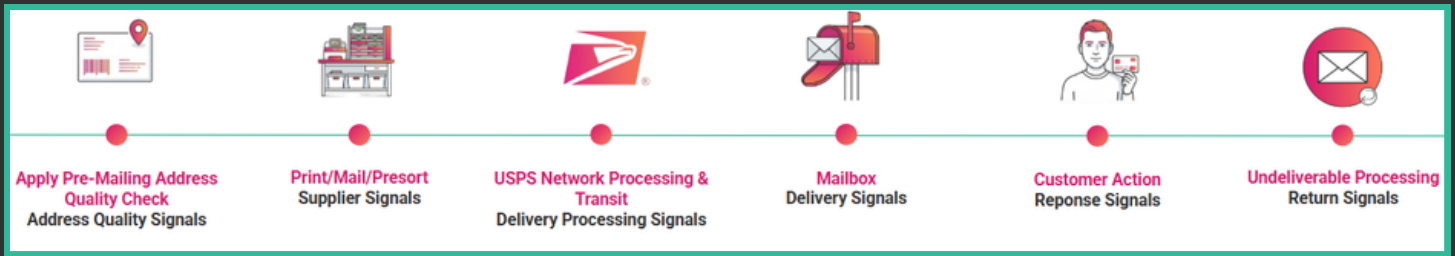 Apply Pre-Mailing Address
Quality Check
Address Quality Signals
Print/Mail/Presort
Supplier Signals
USPS Network Processing &
Transit
Delivery Processing Signals
Mailbox
Delivery Signals
Customer Action
Reponse Signals
Undeliverable Processing
Return Signals